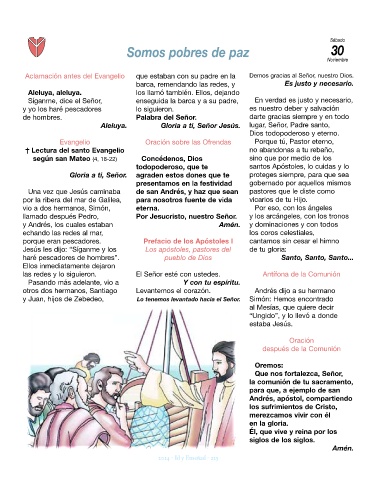 Sábado
30
Noviembre
Somos pobres de paz
Aclamación antes del Evangelio
Aleluya, aleluya.
Síganme, dice el Señor,
y yo los haré pescadores
de hombres.
Aleluya.
Evangelio
† Lectura del santo Evangelio
según san Mateo (4, 18-22)
Gloria a ti, Señor.
Una vez que Jesús caminaba
por la ribera del mar de Galilea,
vio a dos hermanos, Simón,
llamado después Pedro,
y Andrés, los cuales estaban
echando las redes al mar,
porque eran pescadores.
Jesús les dijo: “Síganme y los
haré pescadores de hombres”.
Ellos inmediatamente dejaron
las redes y lo siguieron.
Pasando más adelante, vio a
otros dos hermanos, Santiago
y Juan, hijos de Zebedeo,
que estaban con su padre en la
barca, remendando las redes, y
los llamó también. Ellos, dejando
enseguida la barca y a su padre,
lo siguieron.
Palabra del Señor.
Gloria a ti, Señor Jesús.
Oración sobre las Ofrendas
Concédenos, Dios
todopoderoso, que te
agraden estos dones que te
presentamos en la festividad
de san Andrés, y haz que sean
para nosotros fuente de vida
eterna.
Por Jesucristo, nuestro Señor.
Amén.
Prefacio de los Apóstoles I
Los apóstoles, pastores del
pueblo de Dios
El Señor esté con ustedes.
Y con tu espíritu.
Levantemos el corazón.
Lo tenemos levantado hacia el Señor.
Demos gracias al Señor, nuestro Dios.
Es justo y necesario.
En verdad es justo y necesario,
es nuestro deber y salvación
darte gracias siempre y en todo
lugar, Señor, Padre santo,
Dios todopoderoso y eterno.
Porque tú, Pastor eterno,
no abandonas a tu rebaño,
sino que por medio de los
santos Apóstoles, lo cuidas y lo
proteges siempre, para que sea
gobernado por aquellos mismos
pastores que le diste como
vicarios de tu Hijo.
Por eso, con los ángeles
y los arcángeles, con los tronos
y dominaciones y con todos
los coros celestiales,
cantamos sin cesar el himno
de tu gloria:
Santo, Santo, Santo...
Antífona de la Comunión
Andrés dijo a su hermano
Simón: Hemos encontrado
al Mesías, que quiere decir
“Ungido”, y lo llevó a donde
estaba Jesús.
Oración
después de la Comunión
Oremos:
Que nos fortalezca, Señor,
la comunión de tu sacramento,
para que, a ejemplo de san
Andrés, apóstol, compartiendo
los sufrimientos de Cristo,
merezcamos vivir con él
en la gloria.
Él, que vive y reina por los
siglos de los siglos.
Amén.